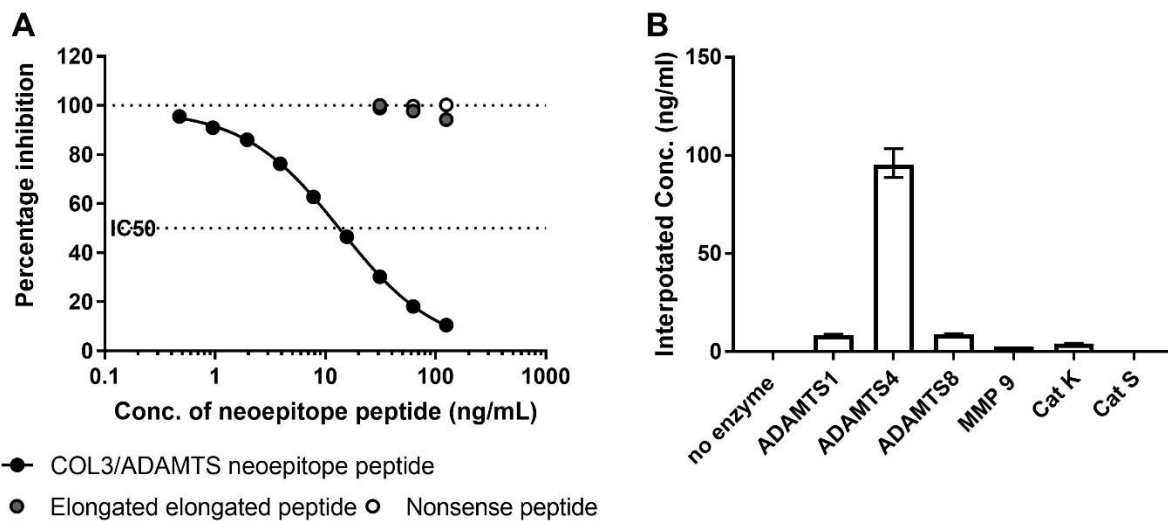 A
120
100
80
60
40
20
0
Percentage inhibition
IC50
0.1 1 10 100 1000
Conc. of neoepitope peptide (ng/mL)
COL3/ADAMTS neoepitope peptide
Elongated elongated peptide Nonsense peptide
B
150
100
50
0
Interpotated Conc. (ng/ml)
no enzyme
ADAMTS1
ADAMTS4
ADAMTS8
MMP 9
Cat K
Cat S